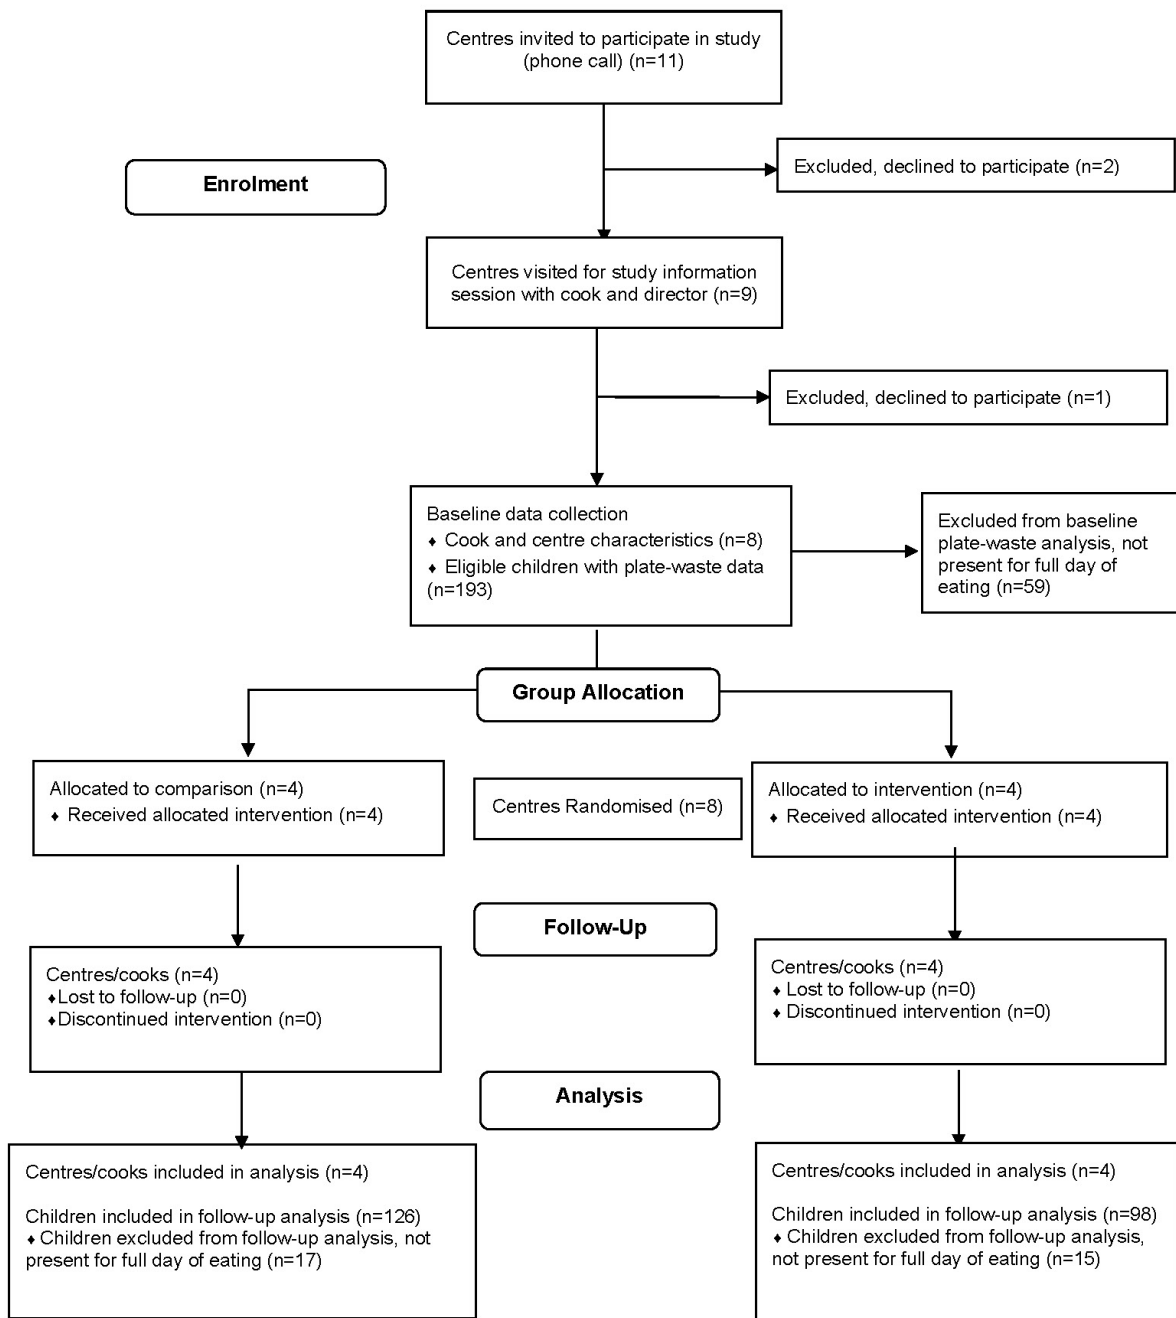 Centres invited to participate in study
(phone call) (n=11)
Excluded, declined to participate (n=2)
Enrolment
Centres visited for study information
session with cook and director (n=9)
Excluded, declined to participate (n=1)
Baseline data collection
♦ Cook and centre characteristics (n=8)
♦ Eligible children with plate-waste data
(n=193)
Excluded from baseline
plate-waste analysis, not
present for full day of
eating (n=59)
Group Allocation
Allocated to comparison (n=4)
♦ Received allocated intervention (n=4)
Centres Randomised (n=8)
Allocated to intervention (n=4)
♦ Received allocated intervention (n=4)
Follow-Up
Centres/cooks (n=4)
♦Lost to follow-up (n=0)
♦Discontinued intervention (n=0)
Centres/cooks (n=4)
♦ Lost to follow-up (n=0)
♦ Discontinued intervention (n=0)
Analysis
Centres/cooks included in analysis (n=4)
Children included in follow-up analysis (n=126)
♦ Children excluded from follow-up analysis, not
present for full day of eating (n=17)
Centres/cooks included in analysis (n=4)
Children included in follow-up analysis (n=98)
♦ Children excluded from follow-up analysis,
not present for full day of eating (n=15)